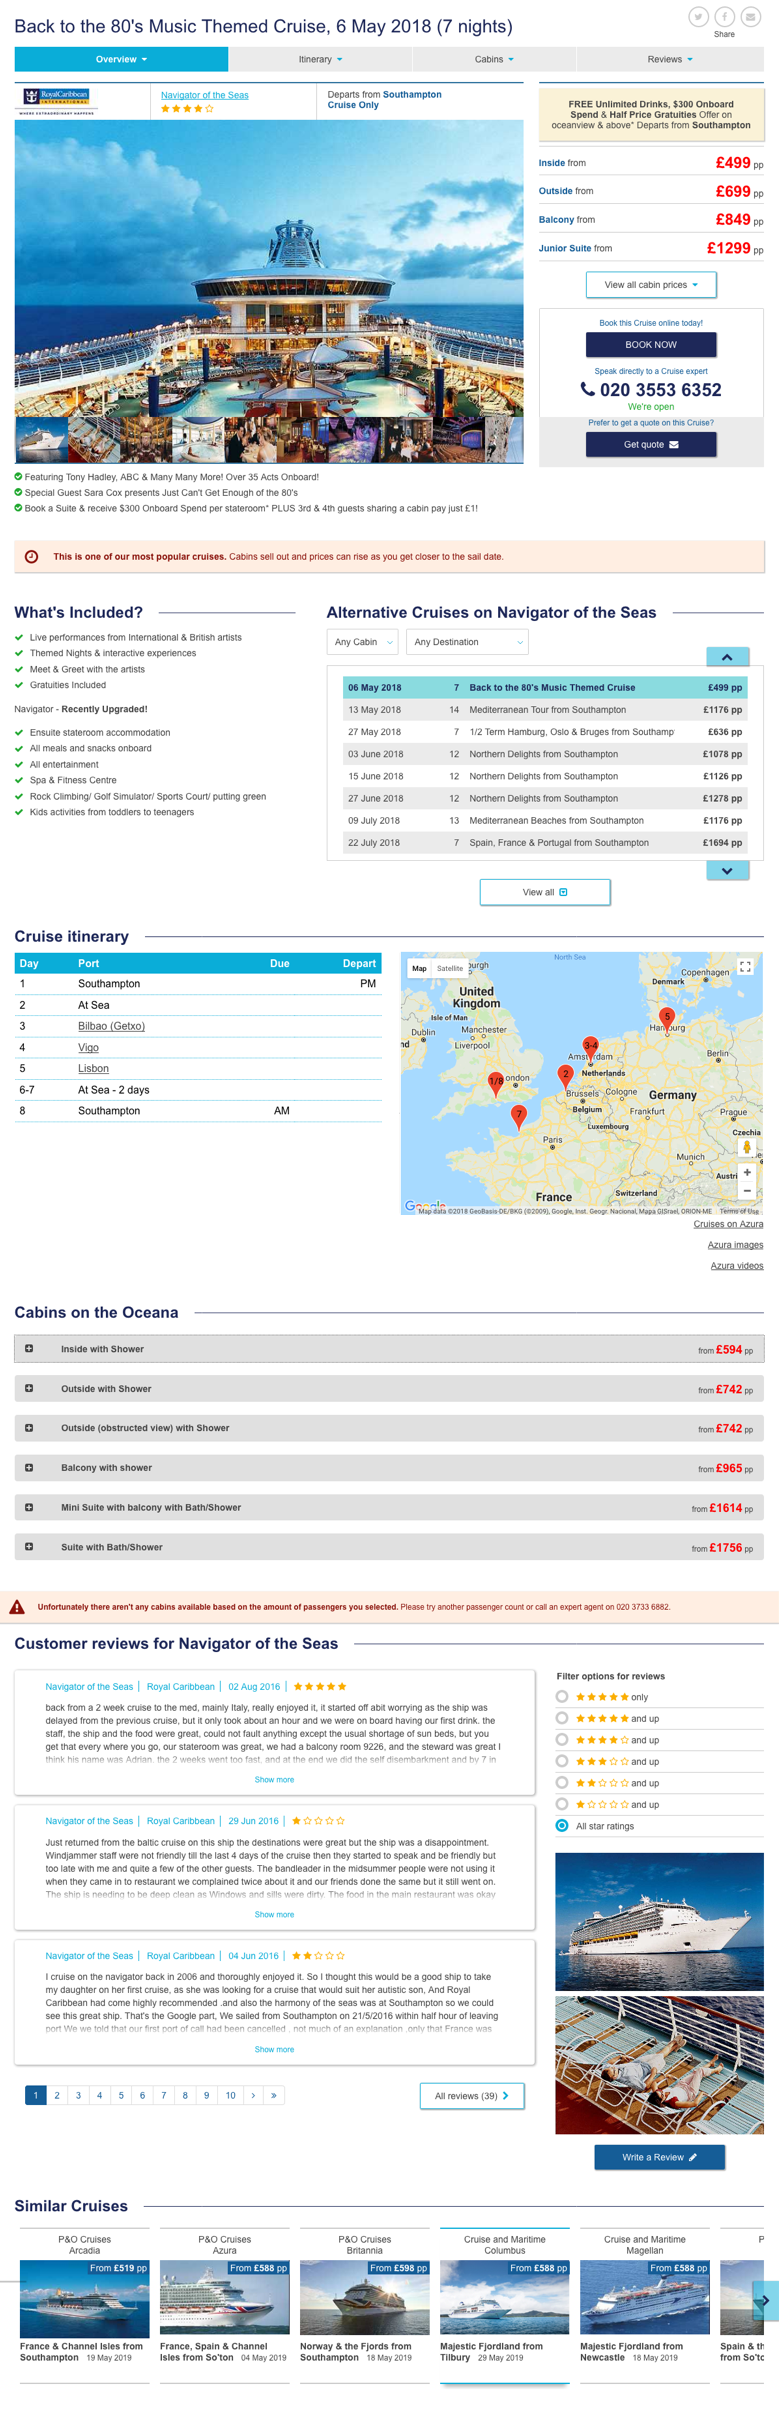 Back to the 80's Music Themed Cruise, 6 May 2018 (7 nights)
Share
Overview
Itinerary
Cabins
Reviews
RoyalCaribbean
INTERNATIONAL
WHERE EXTRAORDINARY HAPPENS
Navigator of the Seas
Departs from Southampton
Cruise Only
FREE Unlimited Drinks, $300 Onboard
Spend & Half Price Gratuities Offer on
oceanview & above* Departs from Southampton
Inside from £499 pp
Outside from £699 pp
Balcony from £849 pp
Junior Suite from £1299 pp
View all cabin prices
Book this Cruise online today!
BOOK NOW
Speak directly to a Cruise expert
020 3553 6352
We're open
Prefer to get a quote on this Cruise?
Get quote
Featuring Tony Hadley, ABC & Many Many More! Over 35 Acts Onboard!
Special Guest Sara Cox presents Just Can't Get Enough of the 80's
Book a Suite & receive $300 Onboard Spend per stateroom* PLUS 3rd & 4th guests sharing a cabin pay just £1!
This is one of our most popular cruises. Cabins sell out and prices can rise as you get closer to the sail date.
What's Included?
Live performances from International & British artists
Themed Nights & interactive experiences
Meet & Greet with the artists
Gratuities Included
Navigator - Recently Upgraded!
Ensuite stateroom accommodation
All meals and snacks onboard
All entertainment
Spa & Fitness Centre
Rock Climbing/ Golf Simulator/ Sports Court/ putting green
Kids activities from toddlers to teenagers
Alternative Cruises on Navigator of the Seas
Any Cabin
Any Destination
06 May 2018 7 Back to the 80's Music Themed Cruise £499 pp
13 May 2018 14 Mediterranean Tour from Southampton £1176 pp
27 May 2018 7 1/2 Term Hamburg, Oslo & Bruges from Southamp £636 pp
03 June 2018 12 Northern Delights from Southampton £1078 pp
15 June 2018 12 Northern Delights from Southampton £1126 pp
27 June 2018 12 Northern Delights from Southampton £1278 pp
09 July 2018 13 Mediterranean Beaches from Southampton £1176 pp
22 July 2018 7 Spain, France & Portugal from Southampton £1694 pp
View all
Cruise itinerary
Day Port Due Depart
1 Southampton PM
2 At Sea
3 Bilbao (Getxo)
4 Vigo
5 Lisbon
6-7 At Sea - 2 days
8 Southampton AM
Map
Satellite
burgh
North Sea
Copenhagen
Denmark
United
Kingdom
Isle of Man
Dublin
nd
Manchester
Liverpool
5
Hamburg
3-4
Amsterdam
Berlin
1/8
ondon
2
Netherlands
Brussels
Cologne
Germany
Belgium
Frankfurt
Prague
7
Luxembourg
Czechia
Paris
Munich
Austri
Switzerland
France
Google
Map data ©2018 GeoBasis-DE/BKG (©2009), Google, Inst. Geogr. Nacional, Mapa GISrael, ORION-ME
Terms of Use
Cruises on Azura
Azura images
Azura videos
Cabins on the Oceana
Inside with Shower from £594 pp
Outside with Shower from £742 pp
Outside (obstructed view) with Shower from £742 pp
Balcony with shower from £965 pp
Mini Suite with balcony with Bath/Shower from £1614 pp
Suite with Bath/Shower from £1756 pp
Unfortunately there aren't any cabins available based on the amount of passengers you selected. Please try another passenger count or call an expert agent on 020 3733 6882.
Customer reviews for Navigator of the Seas
Navigator of the Seas | Royal Caribbean | 02 Aug 2016 |
back from a 2 week cruise to the med, mainly Italy, really enjoyed it, it started off abit worrying as the ship was
delayed from the previous cruise, but it only took about an hour and we were on board having our first drink. the
staff, the ship and the food were great, could not fault anything except the usual shortage of sun beds, but you
get that every where you go, our stateroom was great, we had a balcony room 9226, and the steward was great I
think his name was Adrian. the 2 weeks went too fast, and at the end we did the self disembarkment and by 7 in
Show more
Navigator of the Seas | Royal Caribbean | 29 Jun 2016 |
Just returned from the baltic cruise on this ship the destinations were great but the ship was a disappointment.
Windjammer staff were not friendly till the last 4 days of the cruise then they started to speak and be friendly but
too late with me and quite a few of the other guests. The bandleader in the midsummer people were not using it
when they came in to restaurant we complained twice about it and our friends done the same but it still went on.
The ship is needing to be deep clean as Windows and sills were dirty. The food in the main restaurant was okay
Show more
Navigator of the Seas | Royal Caribbean | 04 Jun 2016 |
I cruise on the navigator back in 2006 and thoroughly enjoyed it. So I thought this would be a good ship to take
my daughter on her first cruise, as she was looking for a cruise that would suit her autistic son, And Royal
Caribbean had come highly recommended .and also the harmony of the seas was at Southampton so we could
see this great ship. That's the Google part, We sailed from Southampton on 21/5/2016 within half hour of leaving
port We we told that our first port of call had been cancelled , not much of an explanation ,only that France was
Show more
1 2 3 4 5 6 7 8 9 10 › »
All reviews (39)
Filter options for reviews
only
and up
and up
and up
and up
and up
All star ratings
Write a Review
Similar Cruises
P&O Cruises
Arcadia
From £519 pp
France & Channel Isles from
Southampton 19 May 2019
P&O Cruises
Azura
From £588 pp
France, Spain & Channel
Isles from So'ton 04 May 2019
P&O Cruises
Britannia
From £598 pp
Norway & the Fjords from
Southampton 18 May 2019
Cruise and Maritime
Columbus
From £588 pp
Majestic Fjordland from
Tilbury 29 May 2019
Cruise and Maritime
Magellan
From £588 pp
Majestic Fjordland from
Newcastle 18 May 2019
P
Spain & th
from So'to